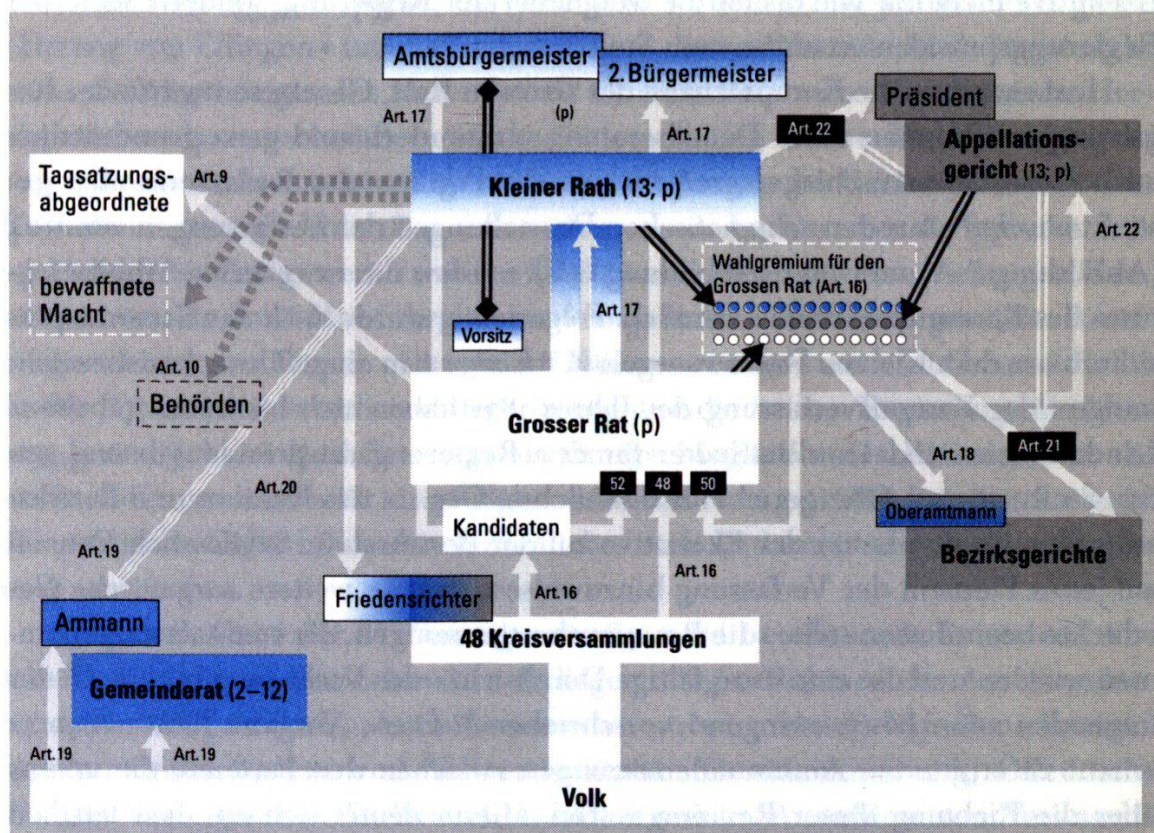 Amtsbürgermeister
2. Bürgermeister
(p)
Präsident
Art. 17
Art. 17
Art. 22
Appellations-
gericht (13; p)
Tagsatzungs-
abgeordnete
Art. 9
Kleiner Rath (13; p)
Art. 22
bewaffnete
Macht
Wahlgremium für den
Grossen Rat (Art. 16)
Art. 17
Vorsitz
Art. 10
Behörden
Grosser Rat (p)
Art. 18
Art. 21
52
48
50
Art. 20
Kandidaten
Oberamtmann
Bezirksgerichte
Art. 19
Art. 16
Art. 16
Friedensrichter
Ammann
48 Kreisversammlungen
Gemeinderat (2–12)
Art. 19
Art. 19
Volk